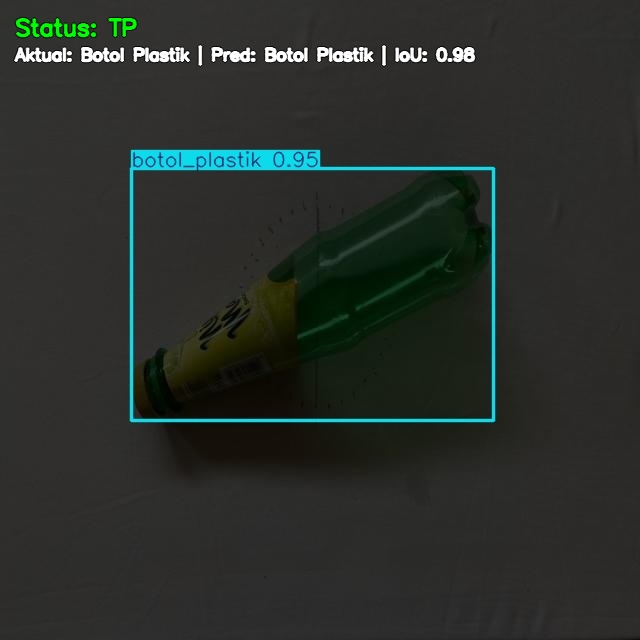 Status: TP
Aktual: Botol Plastik | Pred: Botol Plastik | IoU: 0.98
botol_plastik 0.95